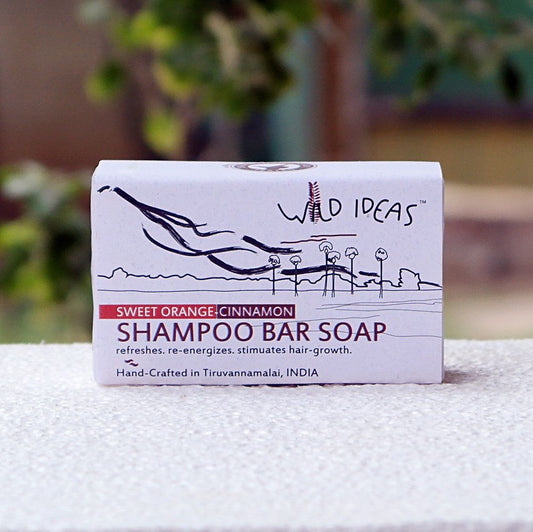 WILD IDEAS™
SWEET ORANGE-CINNAMON
SHAMPOO BAR SOAP
refreshes. re-energizes. stimuates hair-growth.
Hand-Crafted in Tiruvannamalai, INDIA